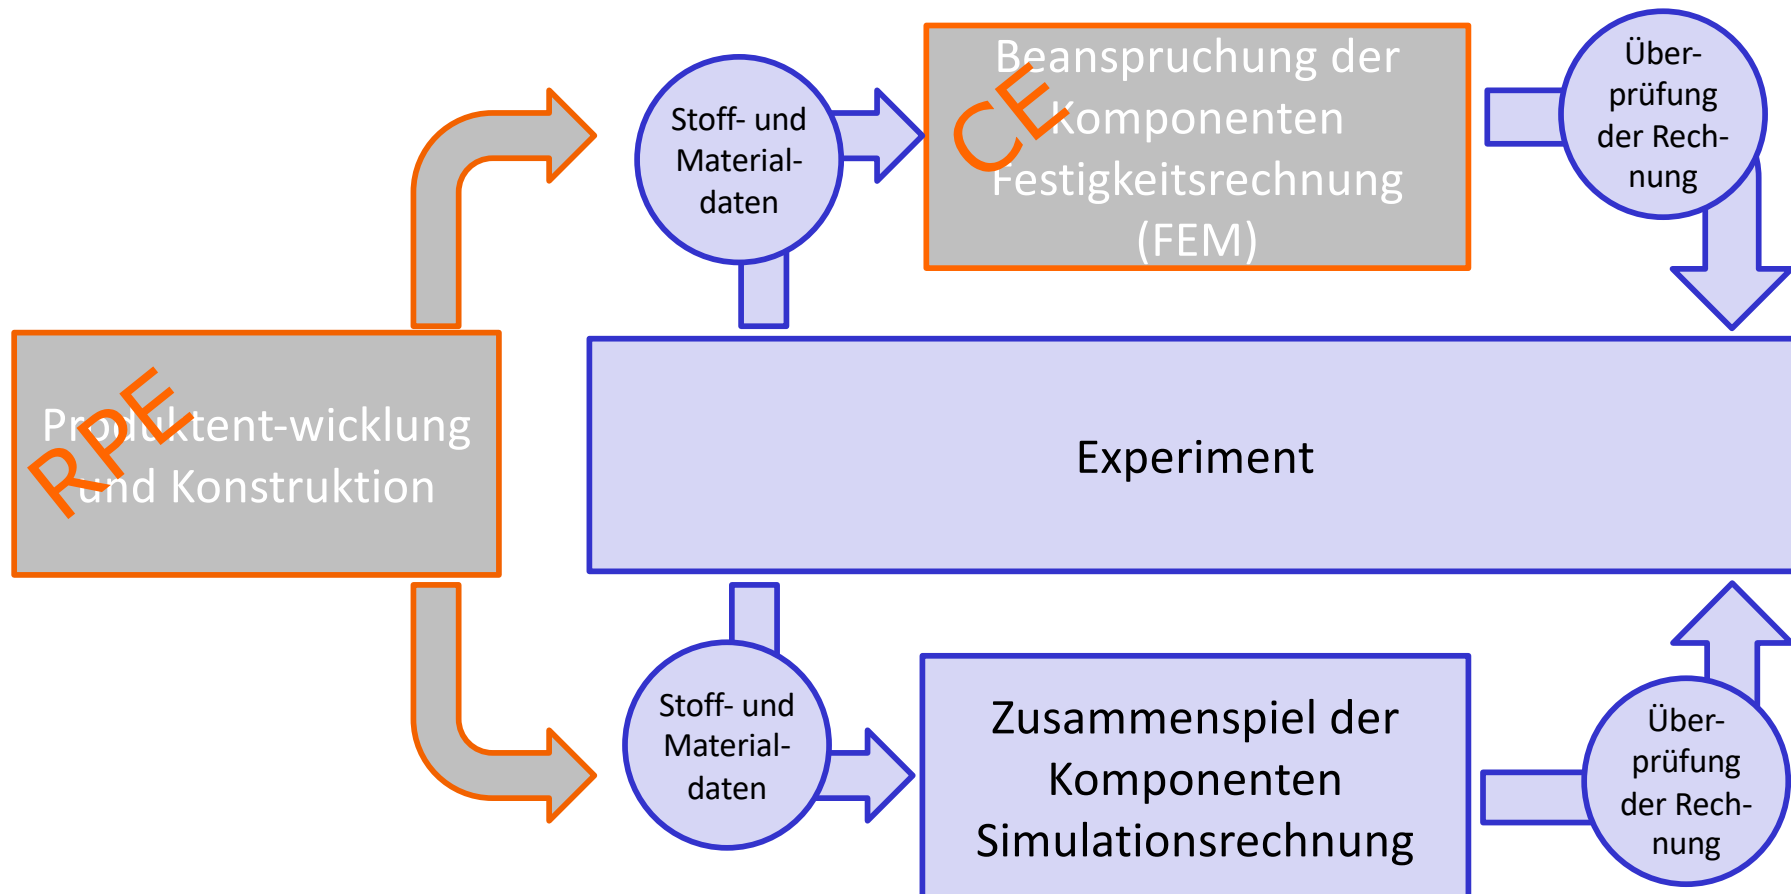 Stoff- und
Material-
daten
Beanspruchung der
Komponenten
Festigkeitsrechnung
(FEM)
CE
Über-
prüfung
der Rech-
nung
Produktent-wicklung
und Konstruktion
RPE
Experiment
Stoff- und
Material-
daten
Zusammenspiel der
Komponenten
Simulationsrechnung
Über-
prüfung
der Rech-
nung